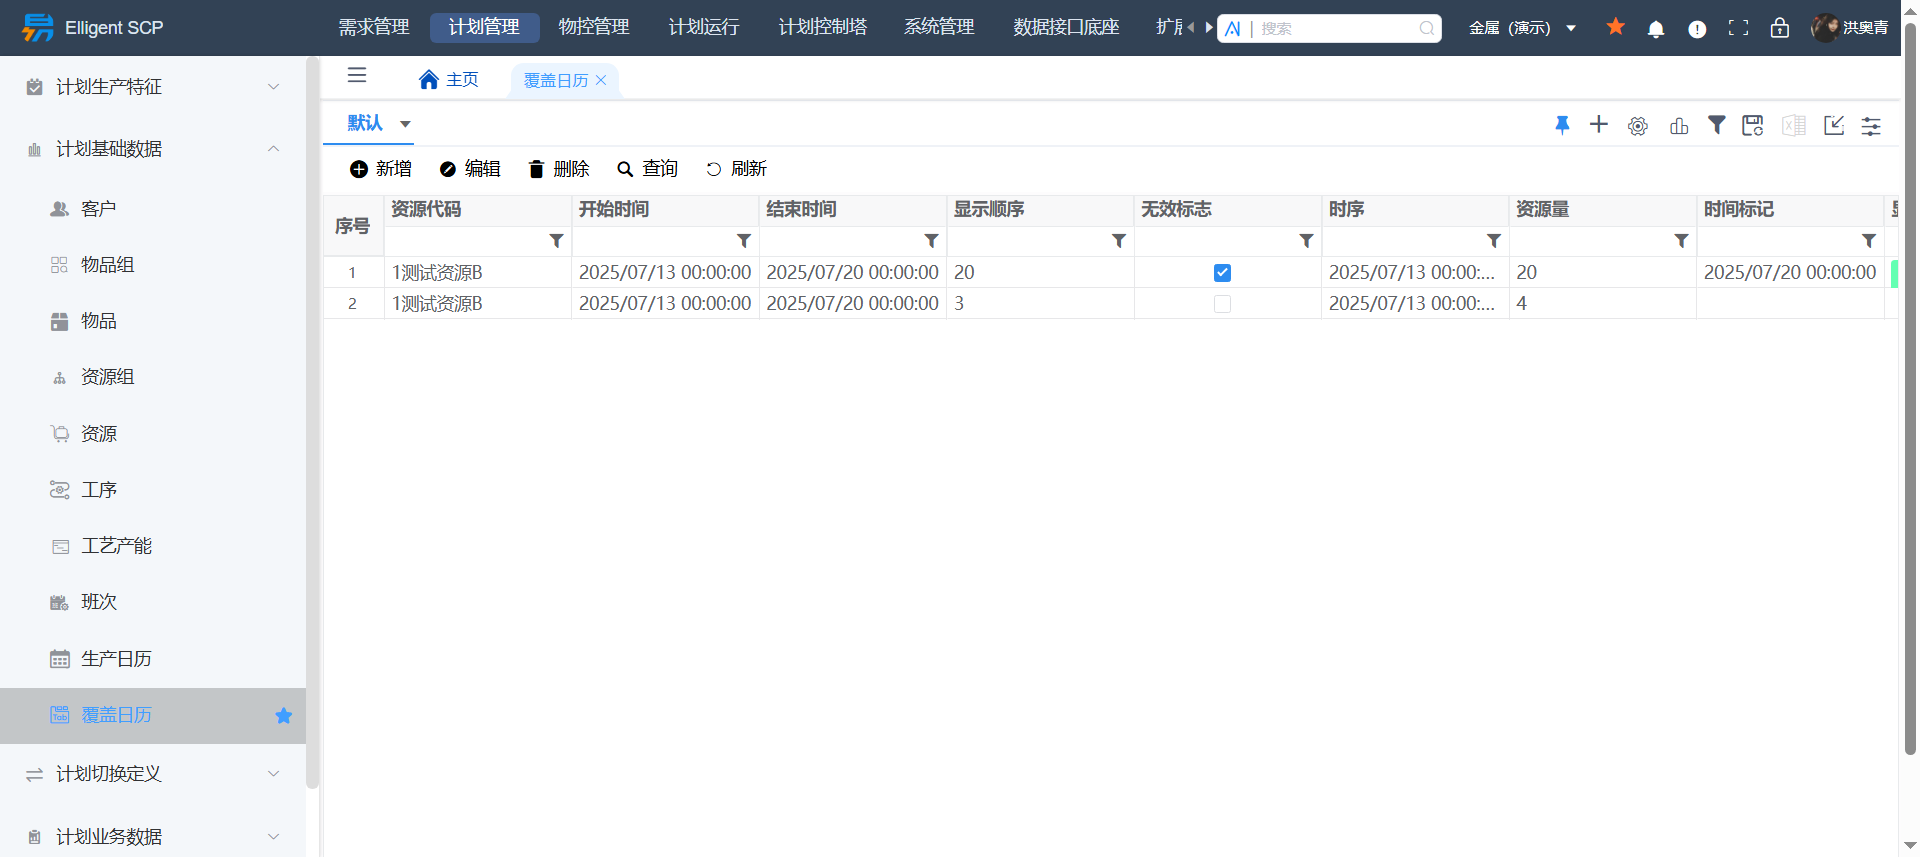 Elligent SCP
需求管理 计划管理 物控管理 计划运行 计划控制塔 系统管理 数据接口底座
搜索
金属 (演示)
洪奥青
计划生产特征
计划基础数据
客户
物品组
物品
资源组
资源
工序
工艺产能
班次
生产日历
覆盖日历
计划切换定义
计划业务数据
主页 覆盖日历
默认
新增 编辑 删除 查询 刷新
序号 资源代码 开始时间 结束时间 显示顺序 无效标志 时序 资源量 时间标记
1 1测试资源B 2025/07/13 00:00:00 2025/07/20 00:00:00 20 2025/07/13 00:00:... 20 2025/07/20 00:00:00
2 1测试资源B 2025/07/13 00:00:00 2025/07/20 00:00:00 3 2025/07/13 00:00:... 4